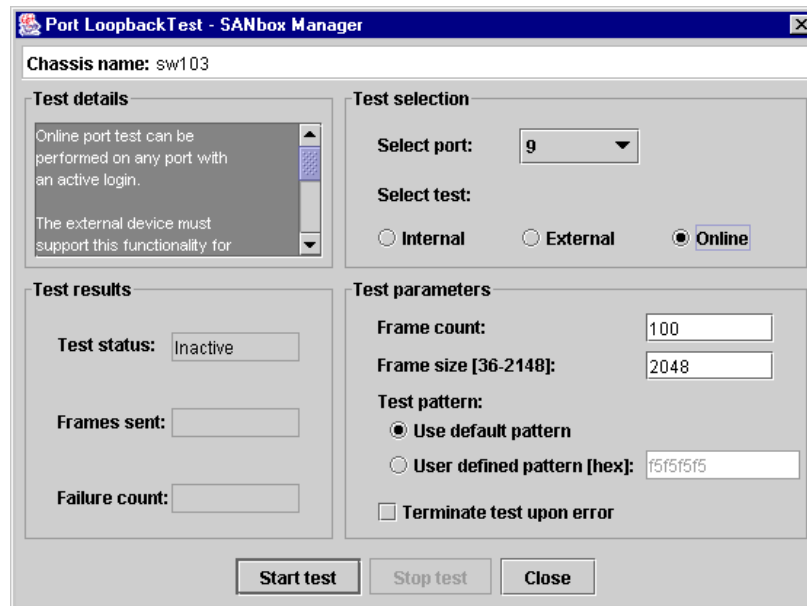 Port LoopbackTest - SANbox Manager
Chassis name: sw103
Test details
Online port test can be
performed on any port with
an active login.
The external device must
support this functionality for
Test selection
Select port: 9
Select test:
Internal External Online
Test results
Test status: Inactive
Frames sent:
Failure count:
Test parameters
Frame count: 100
Frame size [36-2148]: 2048
Test pattern:
Use default pattern
User defined pattern [hex]: f5f5f5f5
Terminate test upon error
Start test Stop test Close